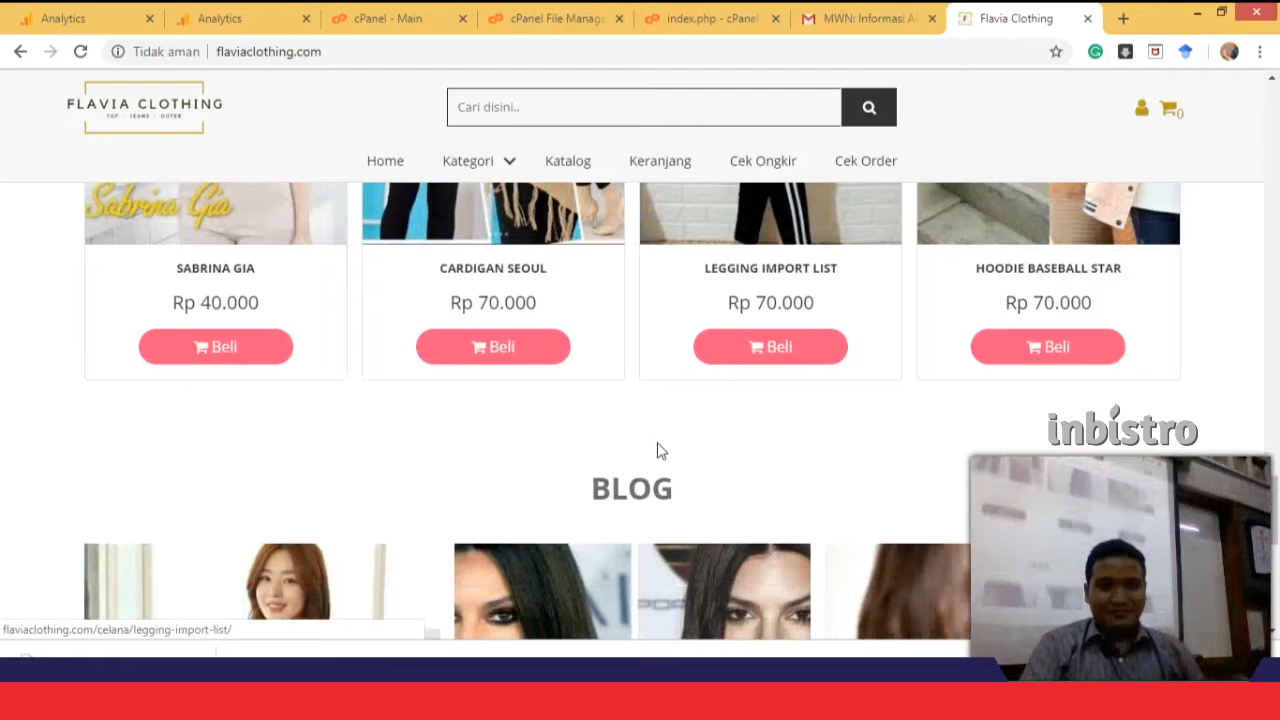 Analytics
Analytics
cPanel - Main
cPanel File Manage
index.php - cPanel
MWN: Informasi A
Flavia Clothing
Tidak aman
flaviaclothing.com
FLAVIA CLOTHING
TOP · JEANS · OUTER
Cari disini..
0
Home
Kategori
Katalog
Keranjang
Cek Ongkir
Cek Order
Sabrina Gia
SABRINA GIA
CARDIGAN SEOUL
LEGGING IMPORT LIST
HOODIE BASEBALL STAR
Rp 40.000
Rp 70.000
Rp 70.000
Rp 70.000
Beli
Beli
Beli
Beli
inbistro
BLOG
flaviaclothing.com/celana/legging-import-list/